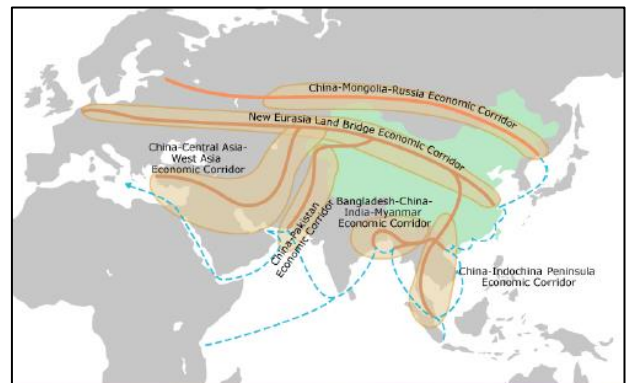 China-Mongolia-Russia Economic Corridor
New Eurasia Land Bridge Economic Corridor
China-Central Asia-
West Asia
Economic Corridor
China-Pakistan
Economic Corridor
Bangladesh-China-
India-Myanmar
Economic Corridor
China-Indochina Peninsula
Economic Corridor